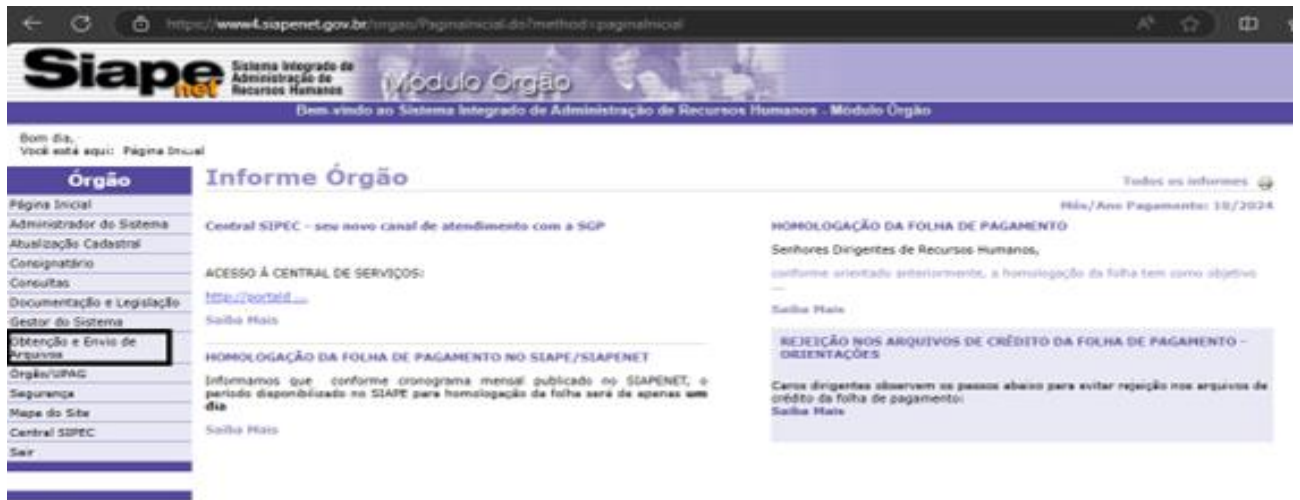 https://www4.siapenet.gov.br/orgao/PaginaInicial.do?method=paginaInicial
Siape
net
Sistema Integrado de
Administração de
Recursos Humanos
Módulo Órgão
Bem-vindo ao Sistema Integrado de Administração de Recursos Humanos - Módulo Órgão
Bom dia,
Você está aqui: Página Inicial
Órgão
Página Inicial
Administrador do Sistema
Atualização Cadastral
Consignatário
Consultas
Documentação e Legislação
Gestor do Sistema
Obtenção e Envio de
Arquivos
Órgão/UPAG
Segurança
Mapa do Site
Central SIPEC
Sair
Informe Órgão
Todos os informes
Mês/Ano Pagamento: 10/2024
Central SIPEC - seu novo canal de atendimento com a SGP
ACESSO À CENTRAL DE SERVIÇOS:
http://portald ...
Saiba Mais
HOMOLOGAÇÃO DA FOLHA DE PAGAMENTO NO SIAPE/SIAPENET
Informamos que conforme cronograma mensal publicado no SIAPENET, o
período disponibilizado no SIAPE para homologação da folha será de apenas um
dia
Saiba Mais
HOMOLOGAÇÃO DA FOLHA DE PAGAMENTO
Senhores Dirigentes de Recursos Humanos,
conforme orientado anteriormente, a homologação da folha tem como objetivo
...
Saiba Mais
REJEIÇÃO NOS ARQUIVOS DE CRÉDITO DA FOLHA DE PAGAMENTO -
ORIENTAÇÕES
Caros dirigentes observem os passos abaixo para evitar rejeição nos arquivos de
crédito da folha de pagamento:
Saiba Mais